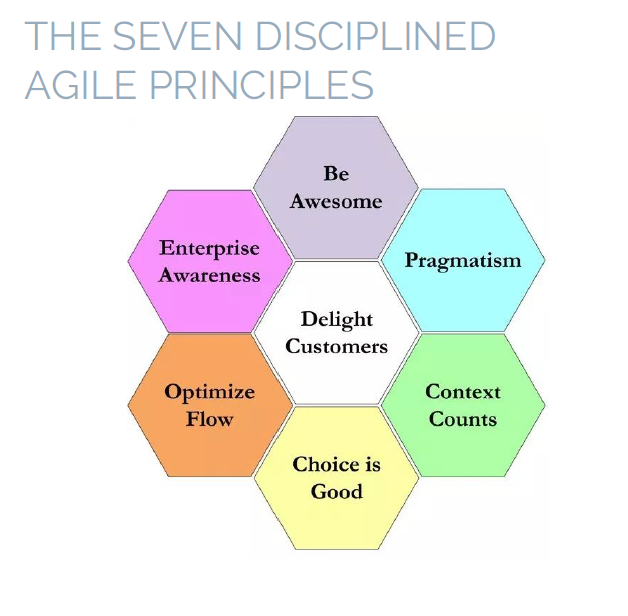 THE SEVEN DISCIPLINED
AGILE PRINCIPLES
Be
Awesome
Enterprise
Awareness
Pragmatism
Delight
Customers
Optimize
Flow
Context
Counts
Choice is
Good